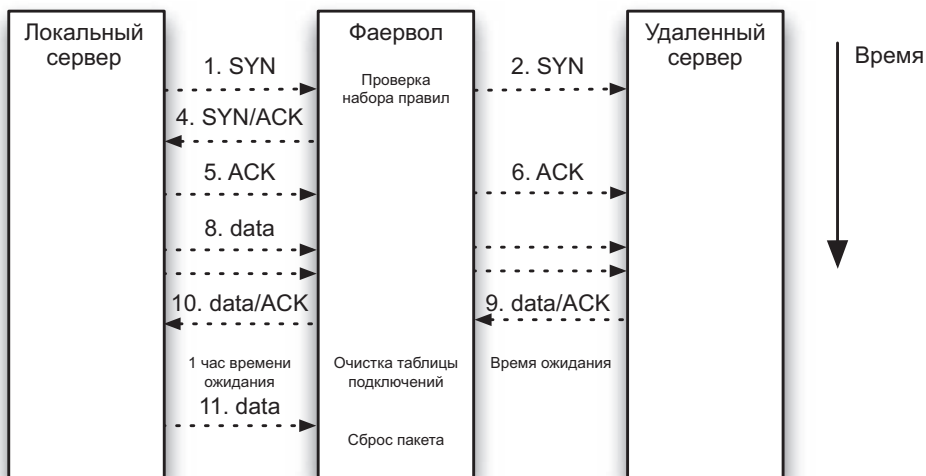 Локальный
сервер
Фаервол
Удаленный
сервер
Время
1. SYN
Проверка
набора правил
2. SYN
4. SYN/ACK
5. ACK
6. ACK
8. data
10. data/ACK
9. data/ACK
1 час времени
ожидания
Очистка таблицы
подключений
Время ожидания
11. data
Сброс пакета